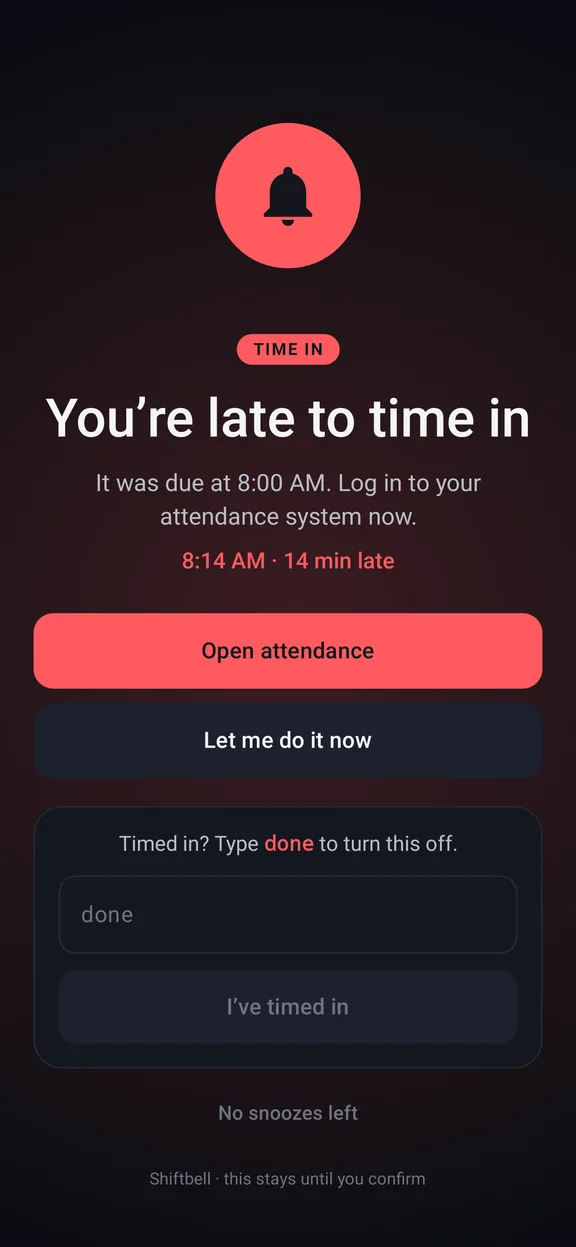 TIME IN
You’re late to time in
It was due at 8:00 AM. Log in to your
attendance system now.
8:14 AM · 14 min late
Open attendance
Let me do it now
Timed in? Type done to turn this off.
done
I’ve timed in
No snoozes left
Shiftbell · this stays until you confirm